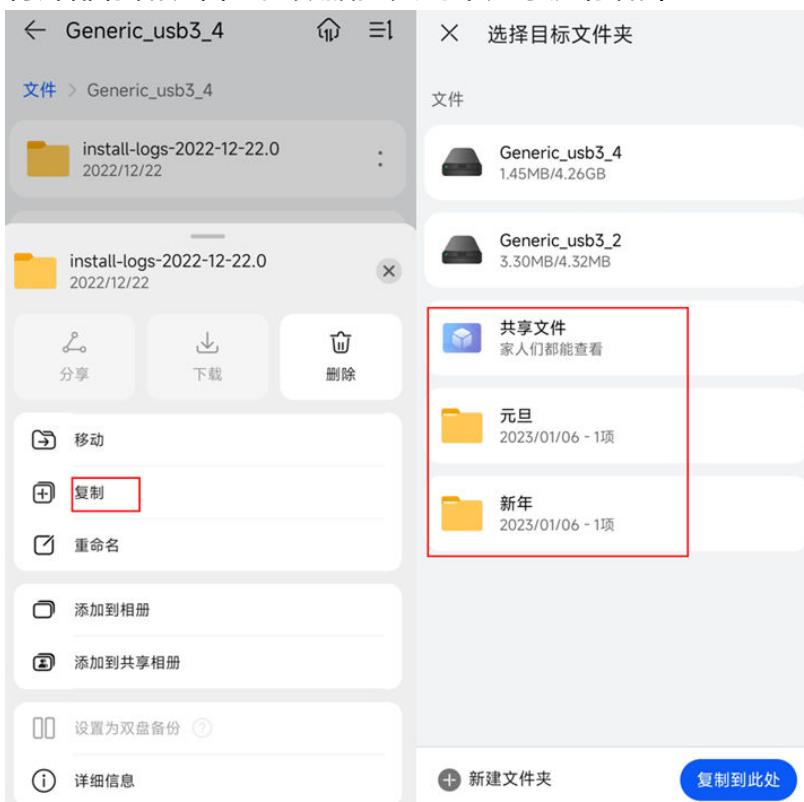 Generic_usb3_4
文件 > Generic_usb3_4
install-logs-2022-12-22.0
2022/12/22
install-logs-2022-12-22.0
2022/12/22
分享
下载
删除
移动
复制
重命名
添加到相册
添加到共享相册
设置为双盘备份
详细信息
选择目标文件夹
文件
Generic_usb3_4
1.45MB/4.26GB
Generic_usb3_2
3.30MB/4.32MB
共享文件
家人们都能查看
元旦
2023/01/06 - 1项
新年
2023/01/06 - 1项
新建文件夹
复制到此处